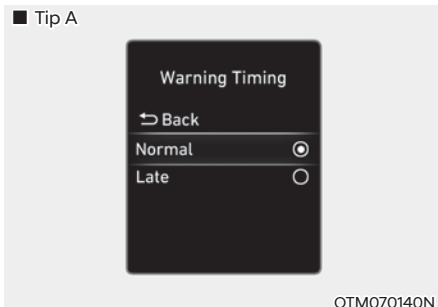 ■ Tip A
Warning Timing
Back
Normal
Late
OTM070140N